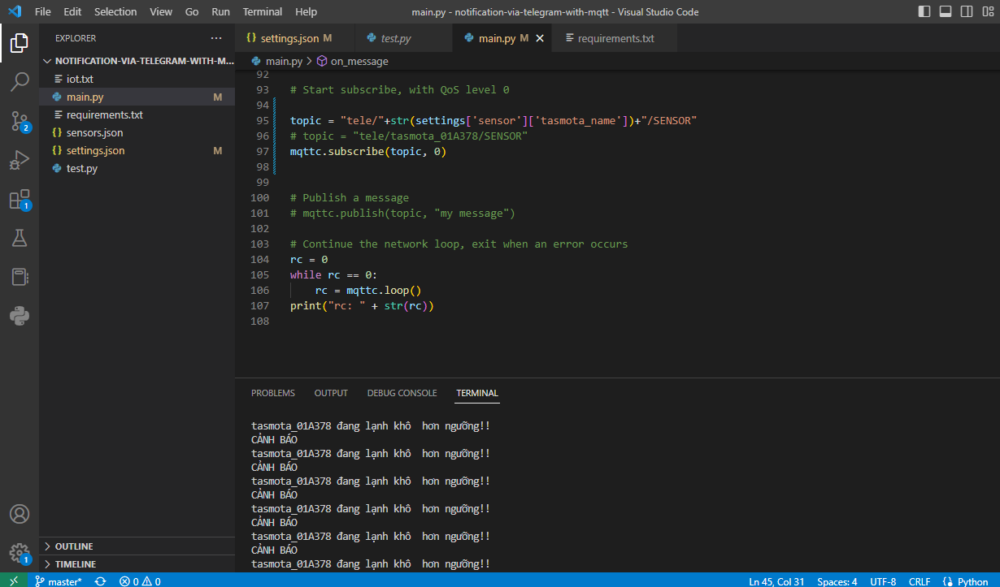 File Edit Selection View Go Run Terminal Help main.py - notification-via-telegram-with-mqtt - Visual Studio Code
EXPLORER
NOTIFICATION-VIA-TELEGRAM-WITH-M...
iot.txt
main.py M
requirements.txt
sensors.json
settings.json M
test.py
OUTLINE
TIMELINE
settings.json M test.py main.py M requirements.txt
main.py > on_message
92
93 # Start subscribe, with QoS level 0
94
95 topic = "tele/"+str(settings['sensor']['tasmota_name'])+"/SENSOR"
96 # topic = "tele/tasmota_01A378/SENSOR"
97 mqttc.subscribe(topic, 0)
98
99
100 # Publish a message
101 # mqttc.publish(topic, "my message")
102
103 # Continue the network loop, exit when an error occurs
104 rc = 0
105 while rc == 0:
106 rc = mqttc.loop()
107 print("rc: " + str(rc))
108
PROBLEMS OUTPUT DEBUG CONSOLE TERMINAL
tasmota_01A378 đang lạnh khô hơn ngưỡng!!
CẢNH BÁO
tasmota_01A378 đang lạnh khô hơn ngưỡng!!
CẢNH BÁO
tasmota_01A378 đang lạnh khô hơn ngưỡng!!
CẢNH BÁO
tasmota_01A378 đang lạnh khô hơn ngưỡng!!
CẢNH BÁO
tasmota_01A378 đang lạnh khô hơn ngưỡng!!
CẢNH BÁO
tasmota_01A378 đang lạnh khô hơn ngưỡng!!
2
1
1
master* 0 0 Ln 45, Col 31 Spaces: 4 UTF-8 CRLF Python